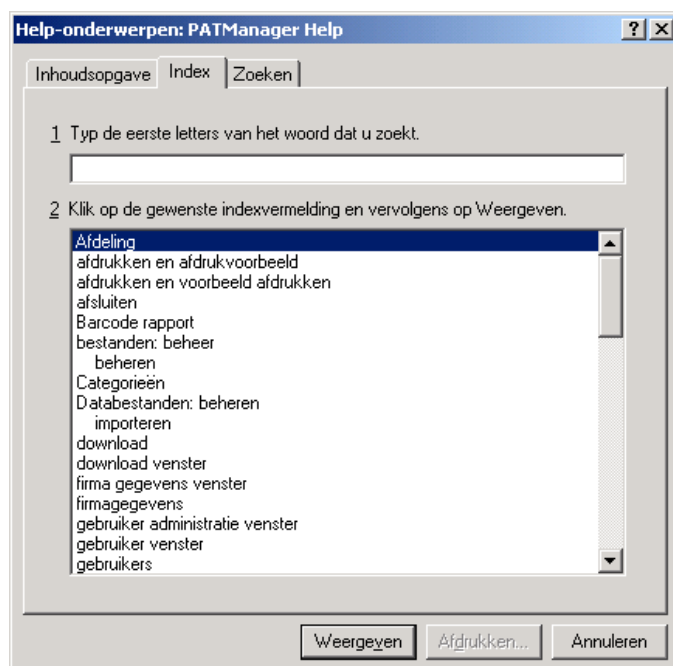 Help-onderwerpen: PATManager Help
Inhoudsopgave Index Zoeken
1 Typ de eerste letters van het woord dat u zoekt.
2 Klik op de gewenste indexvermelding en vervolgens op Weergeven.
Afdeling
afdrukken en afdrukvoorbeeld
afdrukken en voorbeeld afdrukken
afsluiten
Barcode rapport
bestanden: beheer
beheren
Categorieën
Databestanden: beheren
importeren
download
download venster
firma gegevens venster
firmagegevens
gebruiker administratie venster
gebruiker venster
gebruikers
Weergeven Afdrukken... Annuleren